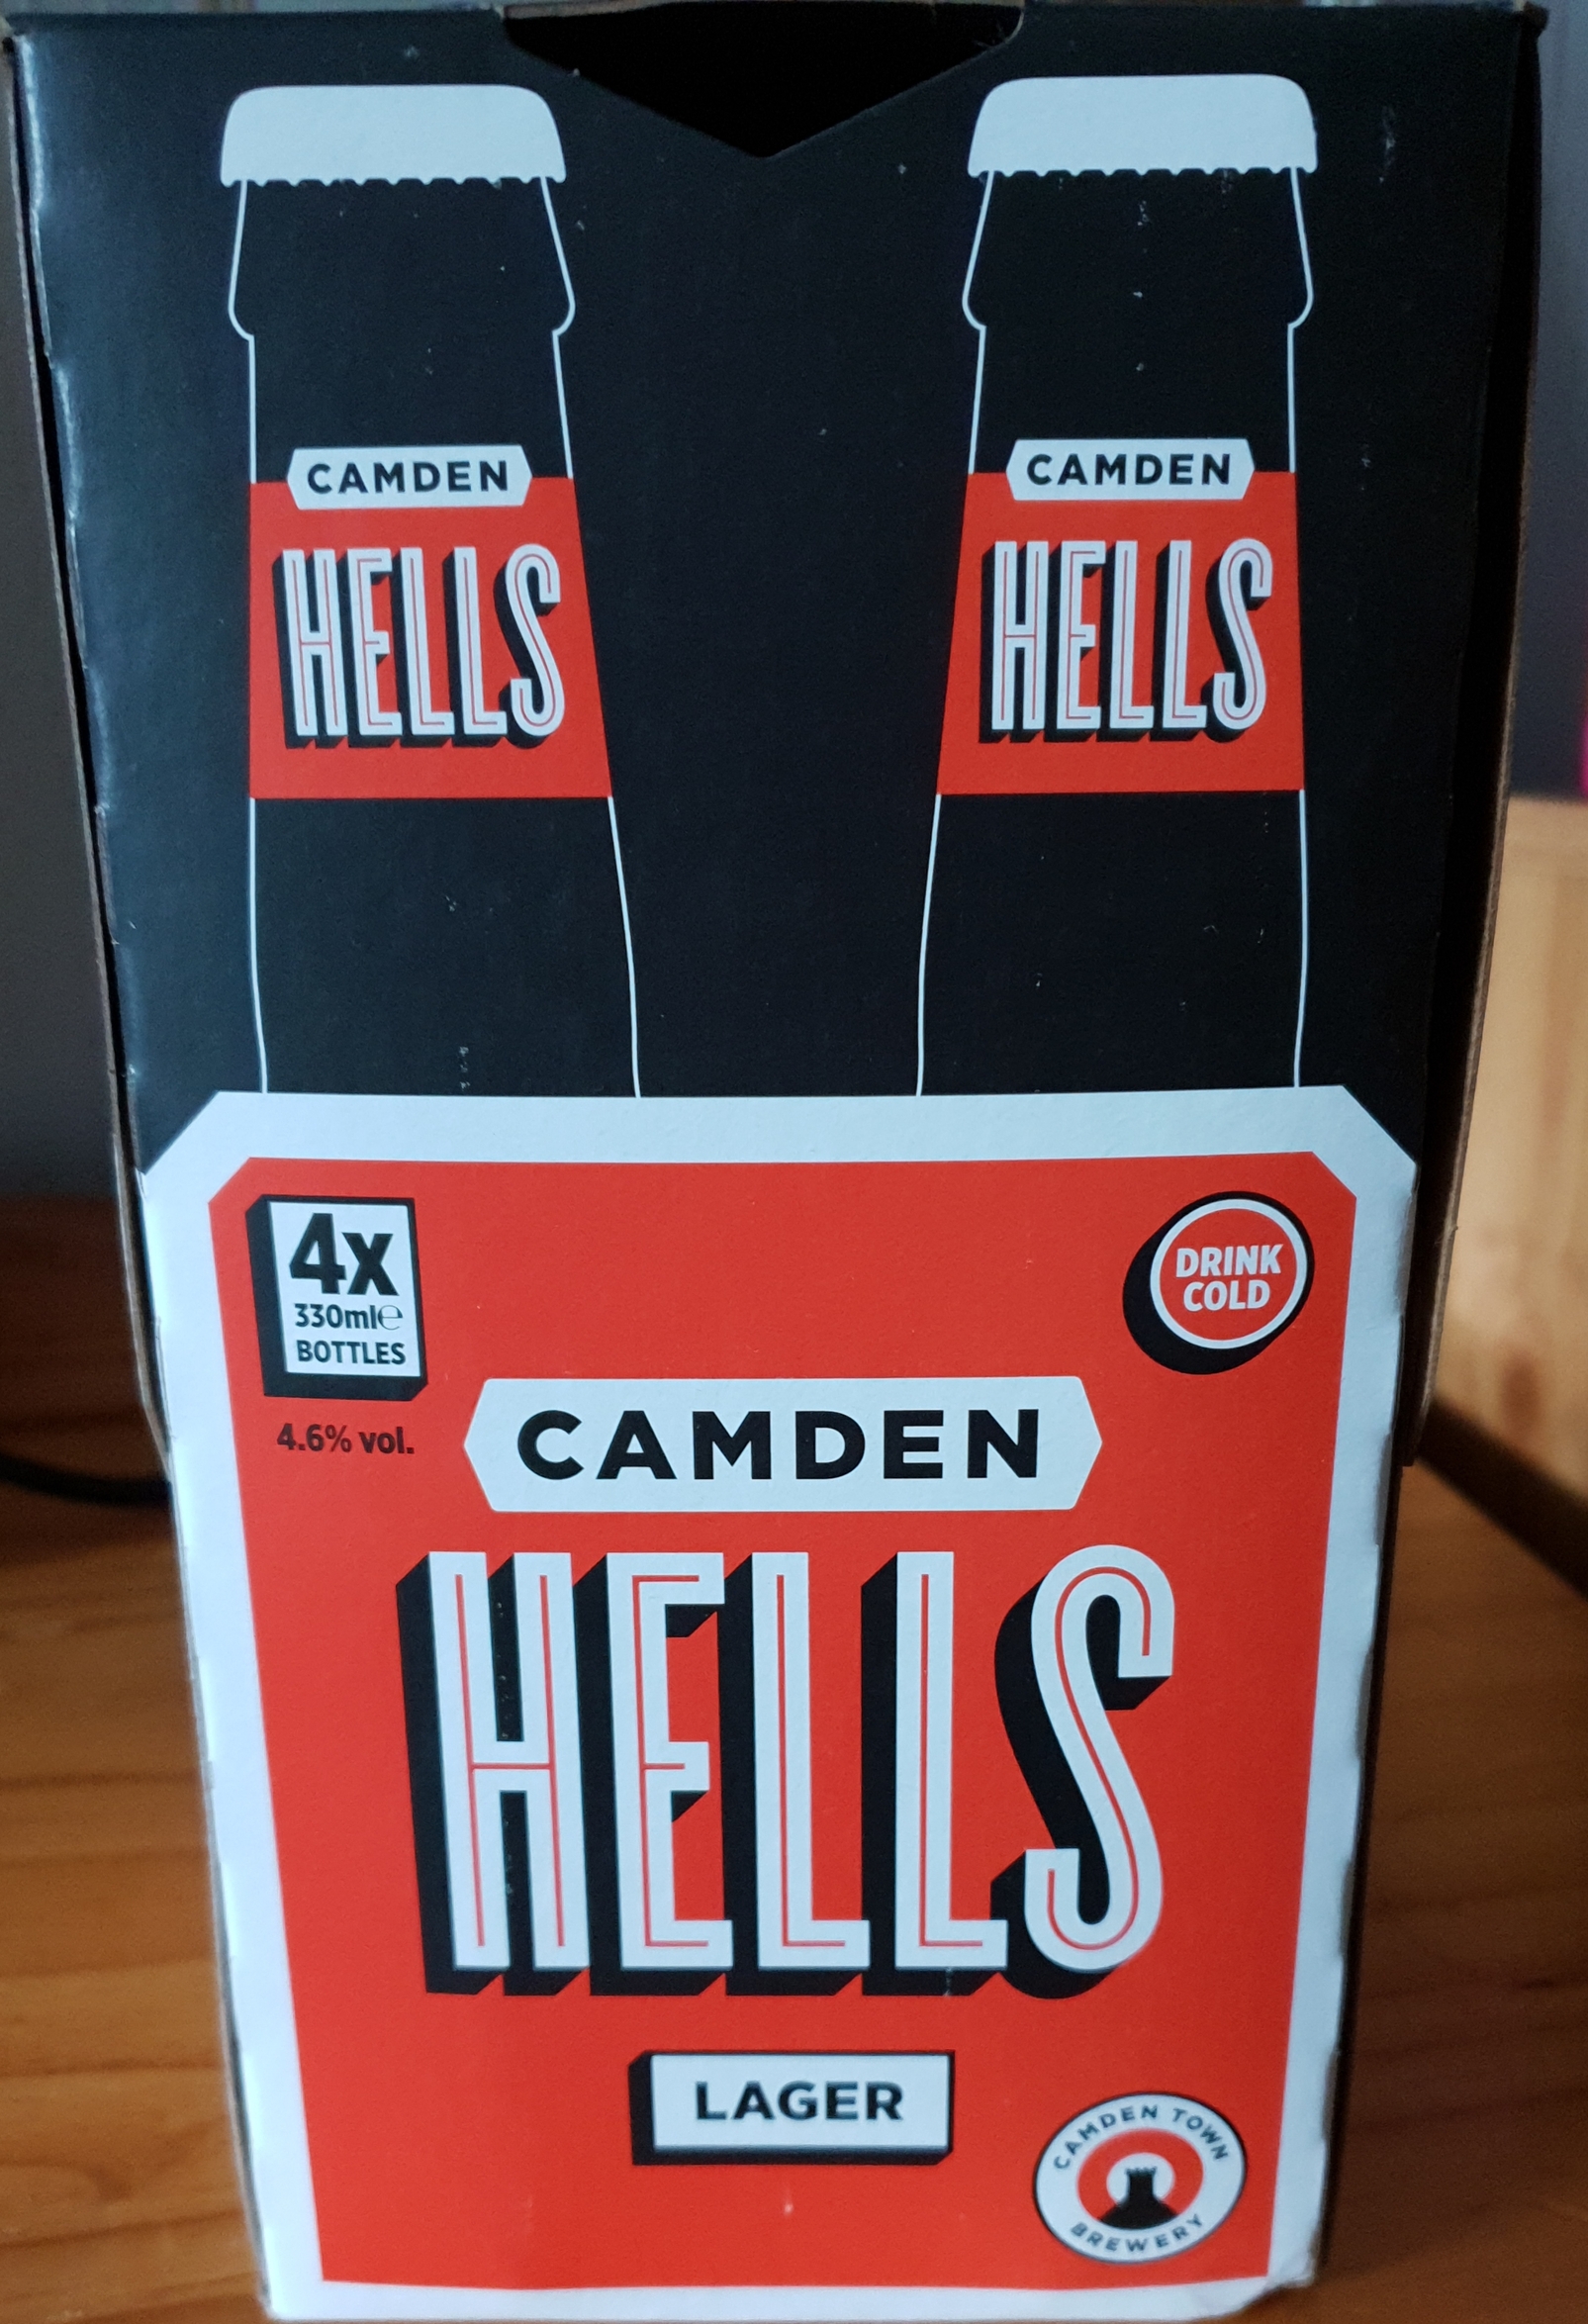 CAMDEN
HELLS
CAMDEN
HELLS
4x
330ml℮
BOTTLES
4.6% vol.
DRINK
COLD
CAMDEN
HELLS
LAGER
CAMDEN TOWN
BREWERY